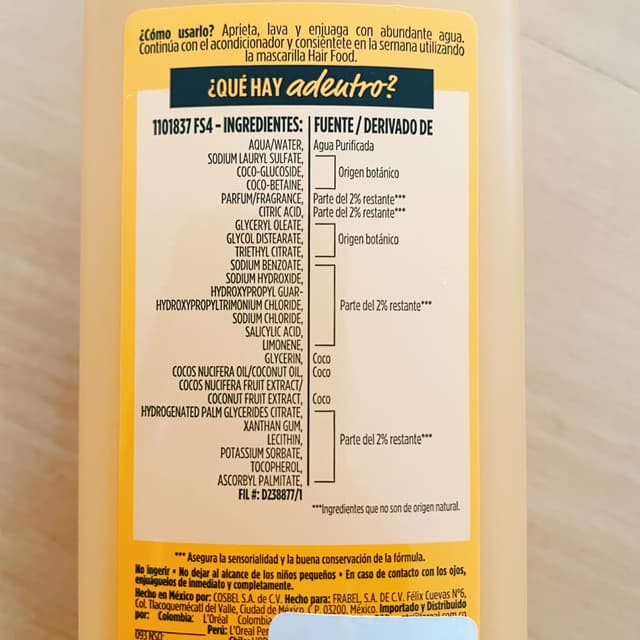 ¿Cómo usarlo? Aprieta, lava y enjuaga con abundante agua.
Continúa con el acondicionador y consiéntete en la semana utilizando
la mascarilla Hair Food.
¿QUÉ HAY adentro?
1101837 FS4 - INGREDIENTES: FUENTE / DERIVADO DE
AQUA/WATER, Agua Purificada
SODIUM LAURYL SULFATE,
COCO-GLUCOSIDE, Origen botánico
COCO-BETAINE,
PARFUM/FRAGRANCE, Parte del 2% restante***
CITRIC ACID, Parte del 2% restante***
GLYCERYL OLEATE,
GLYCOL DISTEARATE, Origen botánico
TRIETHYL CITRATE,
SODIUM BENZOATE,
SODIUM HYDROXIDE,
HYDROXYPROPYL GUAR-
HYDROXYPROPYLTRIMONIUM CHLORIDE, Parte del 2% restante***
SODIUM CHLORIDE,
SALICYLIC ACID,
LIMONENE,
GLYCERIN, Coco
COCOS NUCIFERA OIL/COCONUT OIL, Coco
COCOS NUCIFERA FRUIT EXTRACT/
COCONUT FRUIT EXTRACT, Coco
HYDROGENATED PALM GLYCERIDES CITRATE,
XANTHAN GUM,
LECITHIN, Parte del 2% restante***
POTASSIUM SORBATE,
TOCOPHEROL,
ASCORBYL PALMITATE,
FIL #: D238877/1
***Ingredientes que no son de origen natural.
*** Asegura la sensorialidad y la buena conservación de la fórmula.
No ingerir • No dejar al alcance de los niños pequeños • En caso de contacto con los ojos,
enjuáguelos de inmediato y completamente.
Hecho en México por: COSBEL S.A. de C.V. Hecho para: FRABEL, S.A. DE C.V. Félix Cuevas N°6,
Col. Tlacoquemécatl del Valle, Ciudad de México, C.P. 03200. México. Importado y Distribuido
por: Colombia: L'Oréal Colombia
Perú: L'Oreal Per
093 NSO